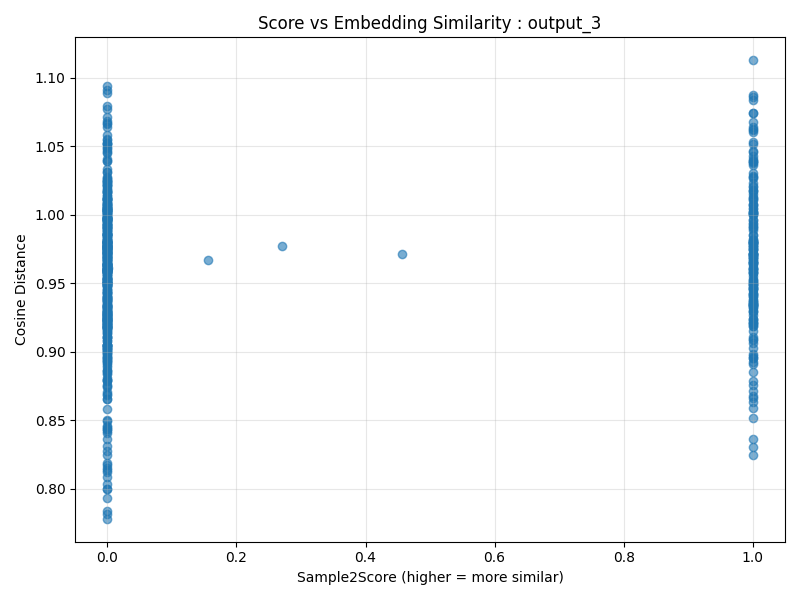 Score vs Embedding Similarity : output_3
Cosine Distance
1.10
1.05
1.00
0.95
0.90
0.85
0.80
0.0 0.2 0.4 0.6 0.8 1.0
Sample2Score (higher = more similar)